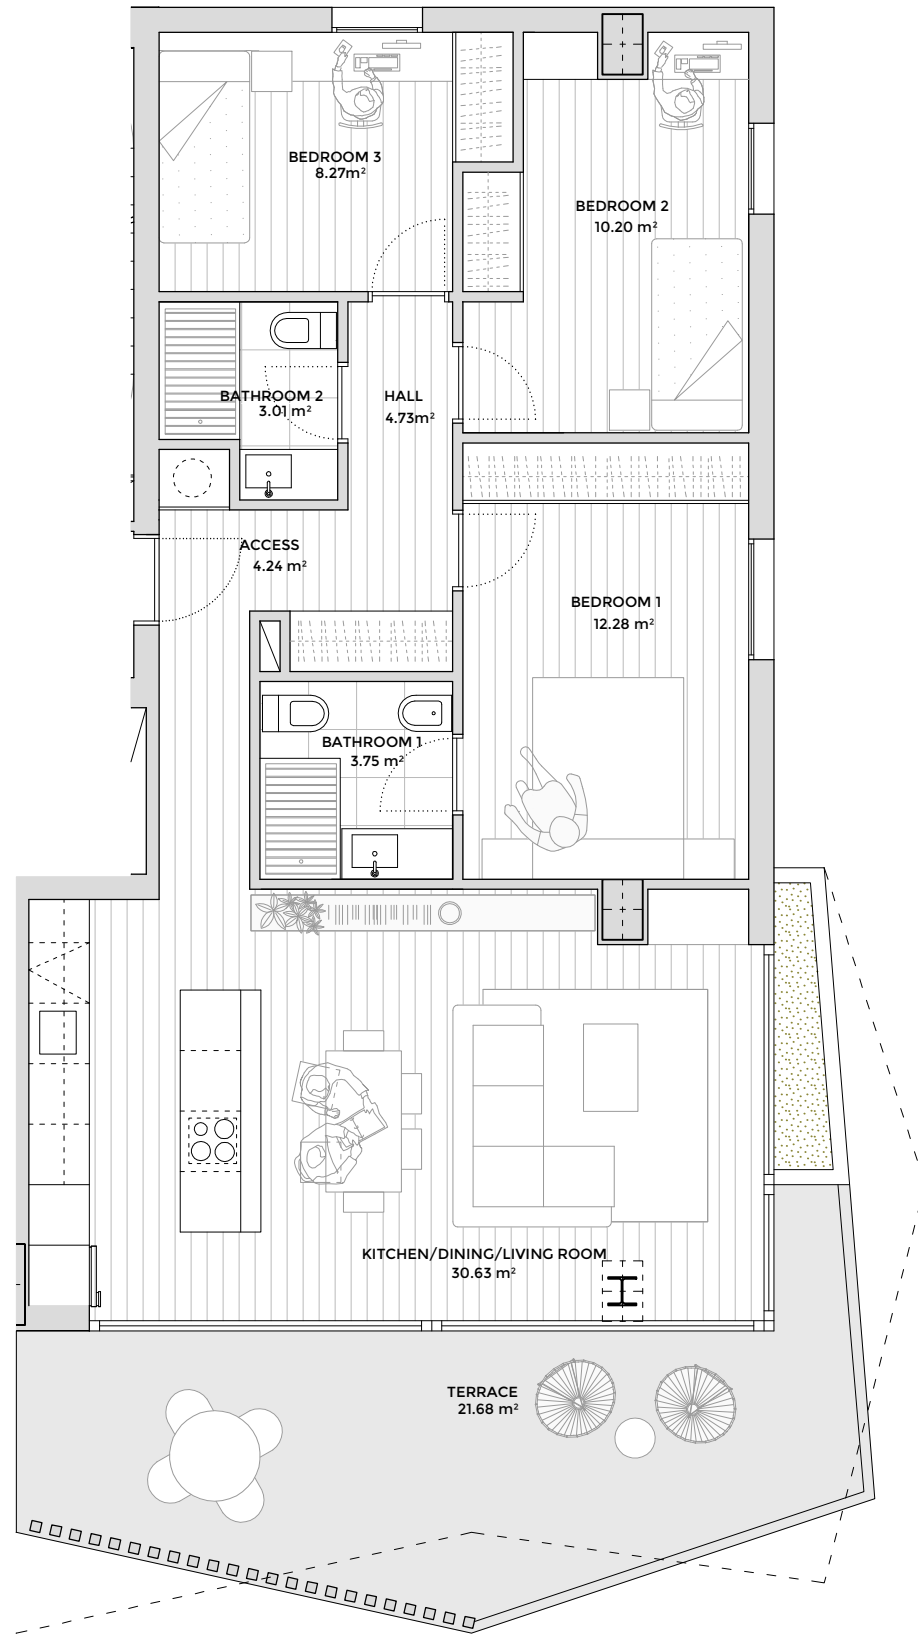 BEDROOM 3
8.27m²
BEDROOM 2
10.20 m²
BATHROOM 2
3.01 m²
HALL
4.73m²
ACCESS
4.24 m²
BEDROOM 1
12.28 m²
BATHROOM 1
3.75 m²
KITCHEN/DINING/LIVING ROOM
30.63 m²
TERRACE
21.68 m²